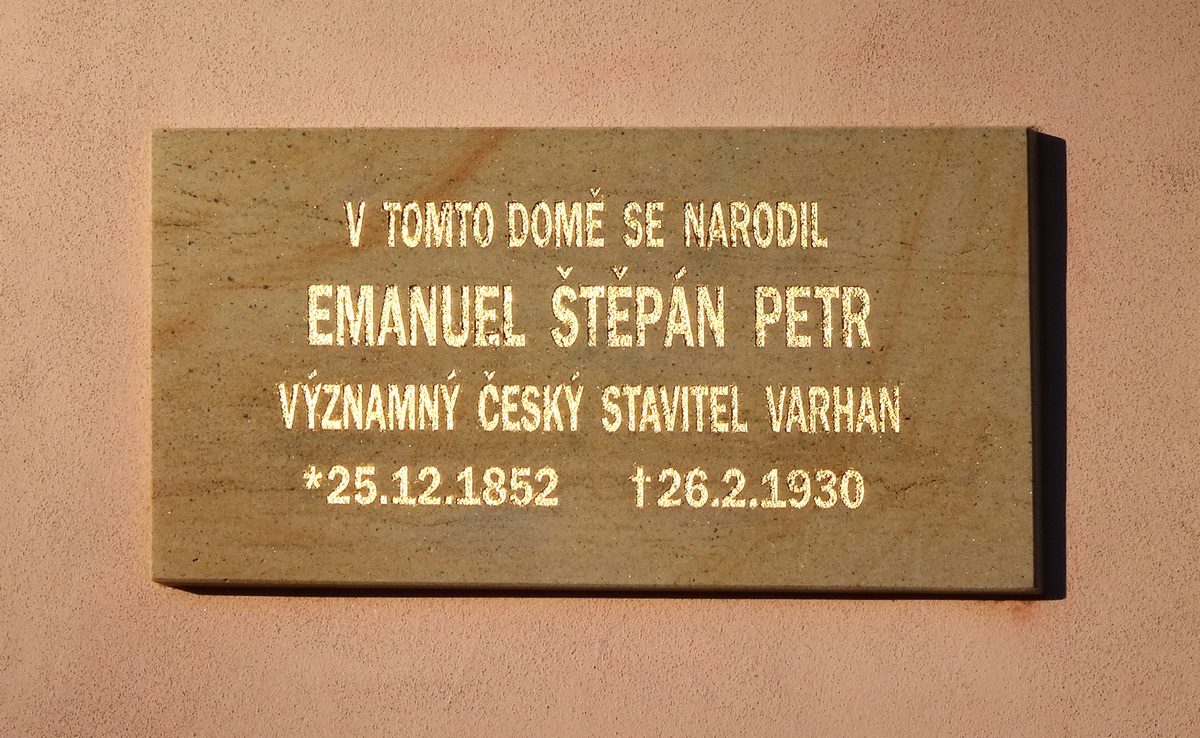 V TOMTO DOMĚ SE NARODIL
EMANUEL ŠTĚPÁN PETR
VÝZNAMNÝ ČESKÝ STAVITEL VARHAN
*25.12.1852 †26.2.1930